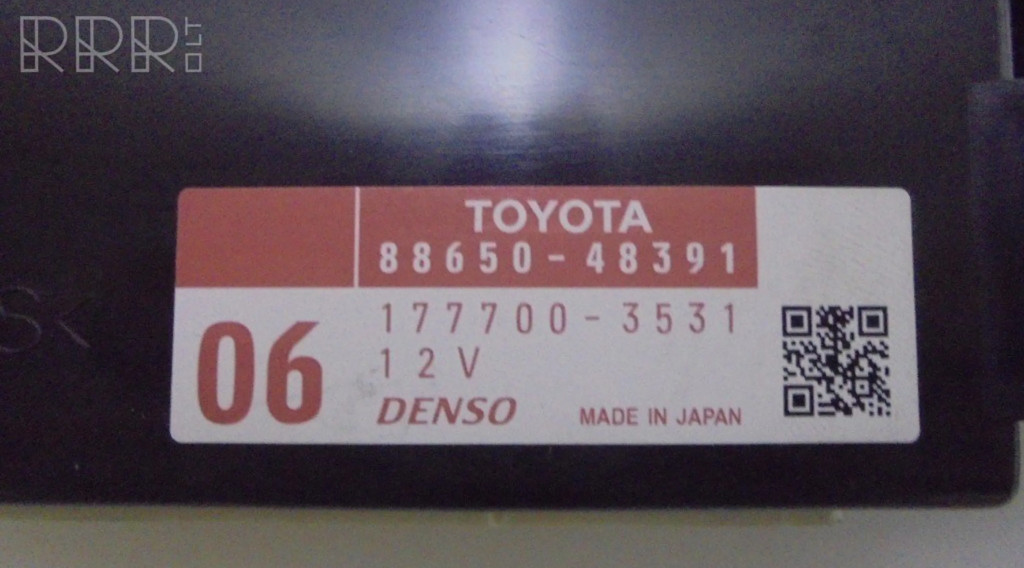 RRR.LT
TOYOTA
88650-48391
177700-3531
06
12V
DENSO
MADE IN JAPAN